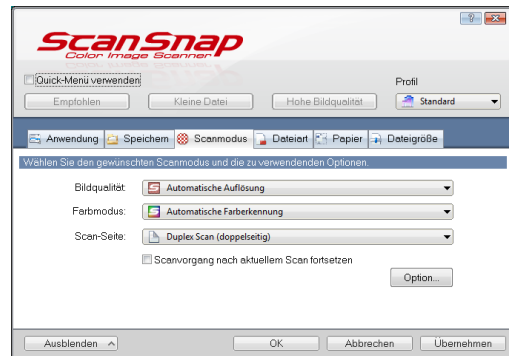 ScanSnap
Color Image Scanner
Quick-Menü verwenden
Profil
Empfohlen
Kleine Datei
Hohe Bildqualität
Standard
Anwendung
Speichern
Scanmodus
Dateiart
Papier
Dateigröße
Wählen Sie den gewünschten Scanmodus und die zu verwendenden Optionen.
Bildqualität:
Automatische Auflösung
Farbmodus:
Automatische Farberkennung
Scan-Seite:
Duplex Scan (doppelseitig)
Scanvorgang nach aktuellem Scan fortsetzen
Option...
Ausblenden
OK
Abbrechen
Übernehmen